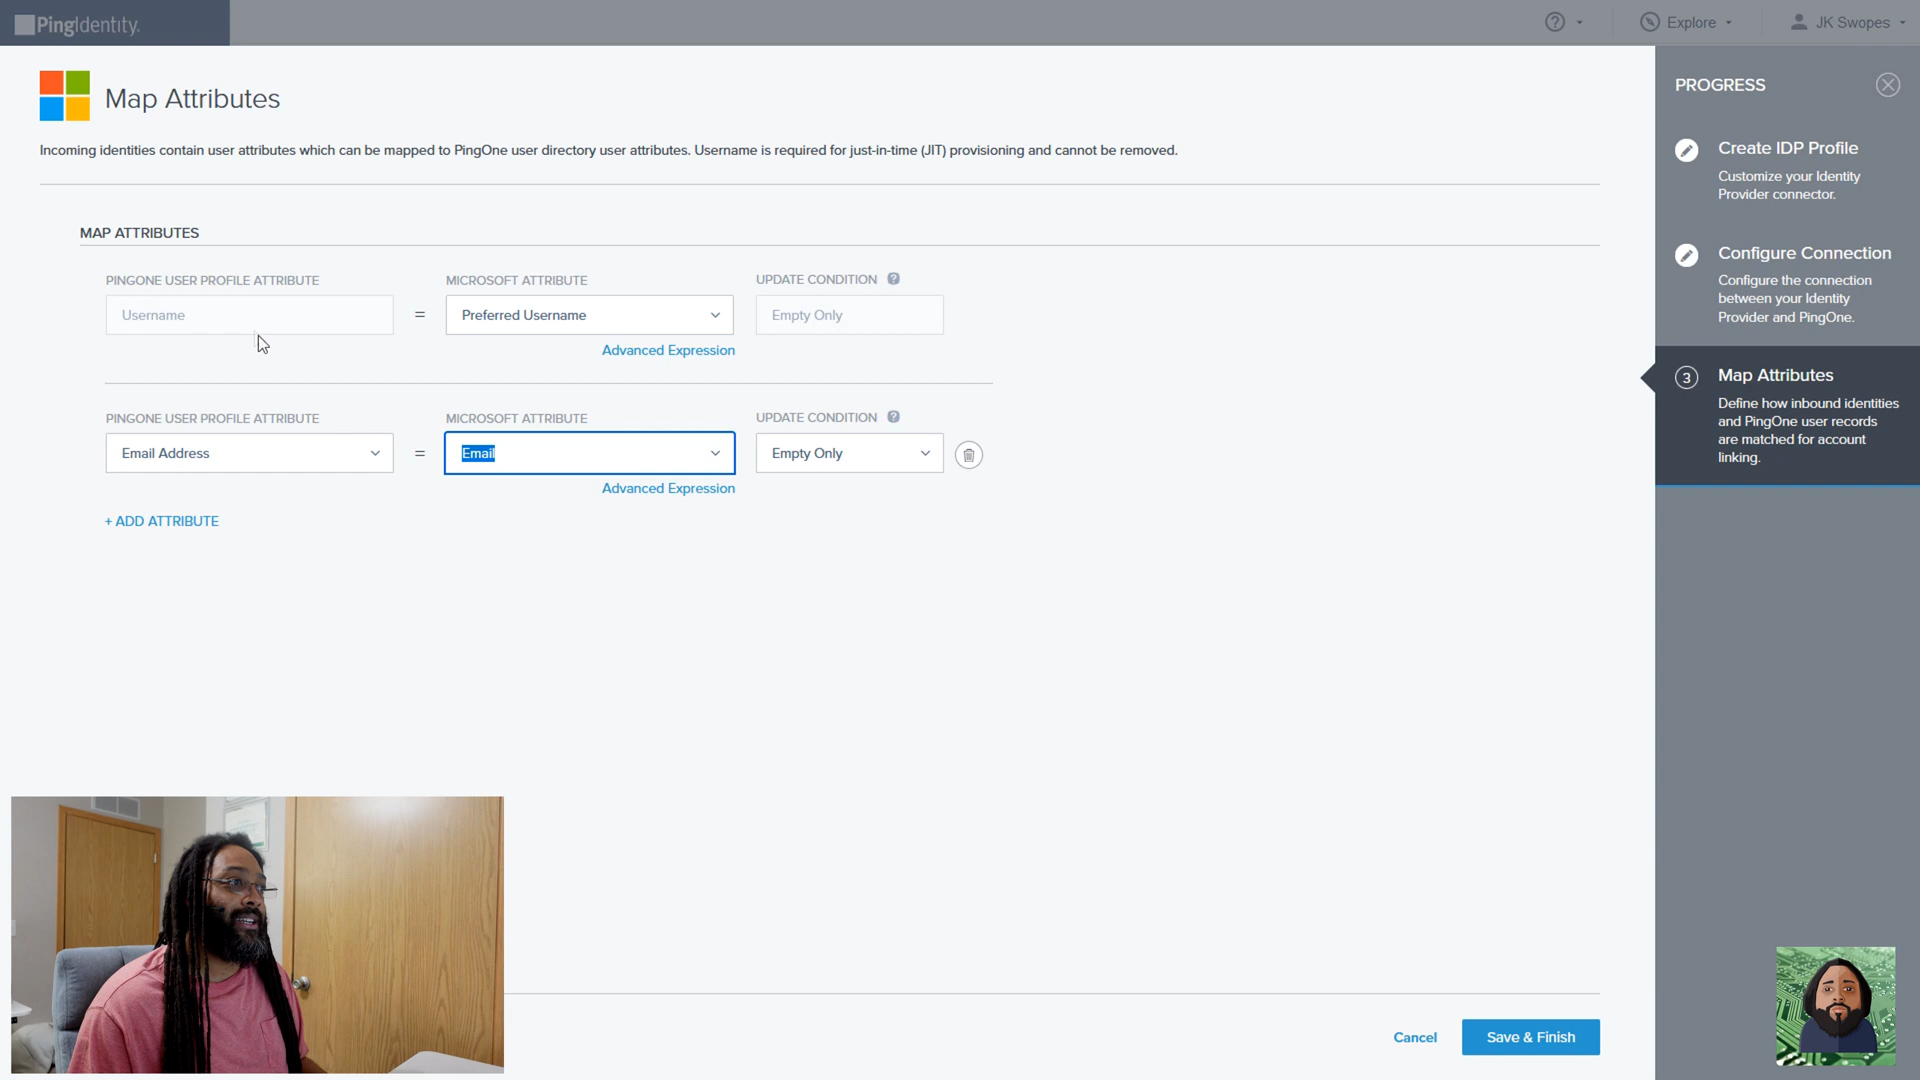 PingIdentity.
Explore
JK Swopes
Map Attributes
Incoming identities contain user attributes which can be mapped to PingOne user directory user attributes. Username is required for just-in-time (JIT) provisioning and cannot be removed.
MAP ATTRIBUTES
PINGONE USER PROFILE ATTRIBUTE
MICROSOFT ATTRIBUTE
UPDATE CONDITION ?
Username
=
Preferred Username
Empty Only
Advanced Expression
PINGONE USER PROFILE ATTRIBUTE
MICROSOFT ATTRIBUTE
UPDATE CONDITION ?
Email Address
=
Email
Empty Only
Advanced Expression
+ ADD ATTRIBUTE
Cancel
Save & Finish
PROGRESS
Create IDP Profile
Customize your Identity
Provider connector.
Configure Connection
Configure the connection
between your Identity
Provider and PingOne.
3
Map Attributes
Define how inbound identities
and PingOne user records
are matched for account
linking.